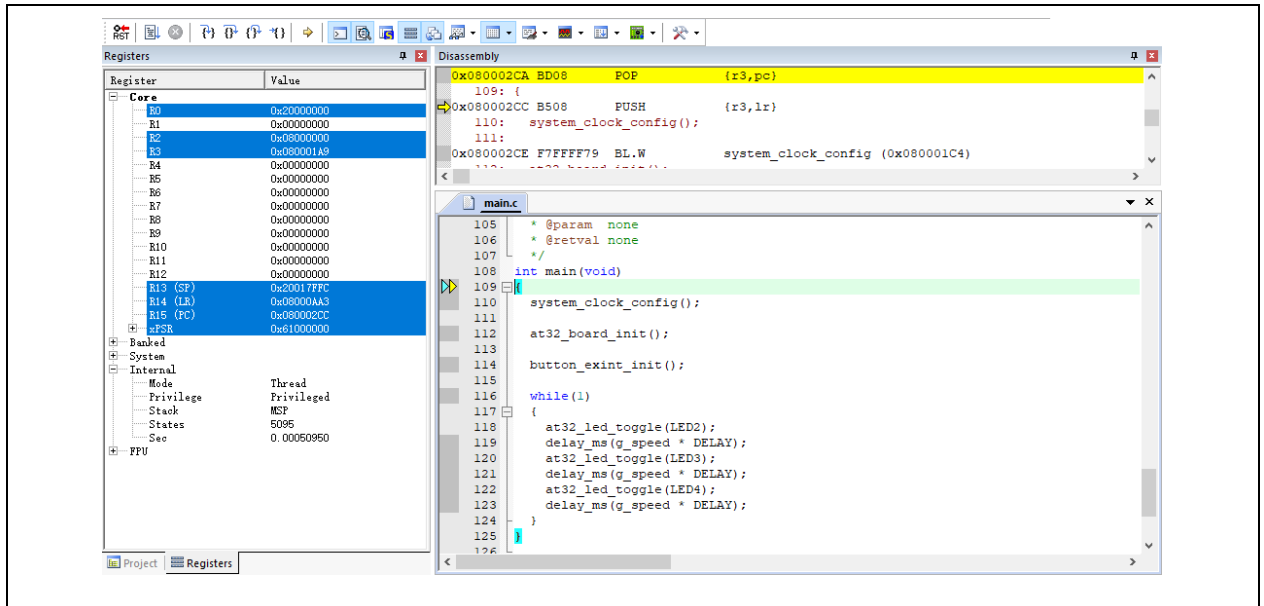 RST
Registers
Register Value
Core
R0 0x20000000
R1 0x00000000
R2 0x08000000
R3 0x080001A9
R4 0x00000000
R5 0x00000000
R6 0x00000000
R7 0x00000000
R8 0x00000000
R9 0x00000000
R10 0x00000000
R11 0x00000000
R12 0x00000000
R13 (SP) 0x20017FFC
R14 (LR) 0x08000AA3
R15 (PC) 0x080002CC
xPSR 0x61000000
Banked
System
Internal
Mode Thread
Privilege Privileged
Stack MSP
States 5095
Sec 0.00050950
FPU
Project Registers
Disassembly
0x080002CA BD08 POP {r3,pc}
109: {
0x080002CC B508 PUSH {r3,lr}
110: system_clock_config();
111:
0x080002CE F7FFFF79 BL.W system_clock_config (0x080001C4)
112: at32_board_init();
main.c
105 * @param none
106 * @retval none
107 */
108 int main(void)
109 {
110 system_clock_config();
111
112 at32_board_init();
113
114 button_exint_init();
115
116 while(1)
117 {
118 at32_led_toggle(LED2);
119 delay_ms(g_speed * DELAY);
120 at32_led_toggle(LED3);
121 delay_ms(g_speed * DELAY);
122 at32_led_toggle(LED4);
123 delay_ms(g_speed * DELAY);
124 }
125 }
126